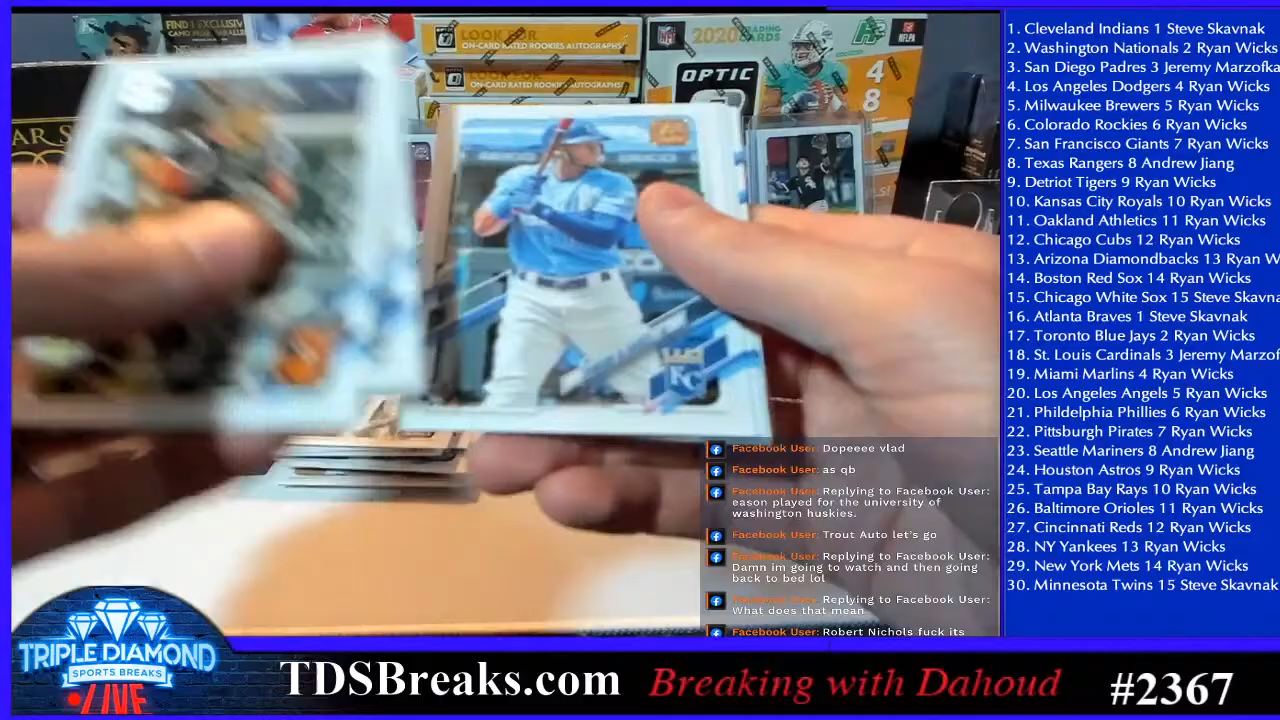 FIND EXCLUSIV
LOOK FOR
ON-CARD RATED ROOKIES AUTOGRAPHS
LOOK FOR
ON-CARD RATED ROOKIES AUTOGRAPHS
NFL
2020
TRADING
CARDS
NFLPA
OPTIC
4
8
KC
1. Cleveland Indians 1 Steve Skavnak
2. Washington Nationals 2 Ryan Wicks
3. San Diego Padres 3 Jeremy Marzofka
4. Los Angeles Dodgers 4 Ryan Wicks
5. Milwaukee Brewers 5 Ryan Wicks
6. Colorado Rockies 6 Ryan Wicks
7. San Francisco Giants 7 Ryan Wicks
8. Texas Rangers 8 Andrew Jiang
9. Detriot Tigers 9 Ryan Wicks
10. Kansas City Royals 10 Ryan Wicks
11. Oakland Athletics 11 Ryan Wicks
12. Chicago Cubs 12 Ryan Wicks
13. Arizona Diamondbacks 13 Ryan W
14. Boston Red Sox 14 Ryan Wicks
15. Chicago White Sox 15 Steve Skavna
16. Atlanta Braves 1 Steve Skavnak
17. Toronto Blue Jays 2 Ryan Wicks
18. St. Louis Cardinals 3 Jeremy Marzof
19. Miami Marlins 4 Ryan Wicks
20. Los Angeles Angels 5 Ryan Wicks
21. Phildelphia Phillies 6 Ryan Wicks
22. Pittsburgh Pirates 7 Ryan Wicks
23. Seattle Mariners 8 Andrew Jiang
24. Houston Astros 9 Ryan Wicks
25. Tampa Bay Rays 10 Ryan Wicks
26. Baltimore Orioles 11 Ryan Wicks
27. Cincinnati Reds 12 Ryan Wicks
28. NY Yankees 13 Ryan Wicks
29. New York Mets 14 Ryan Wicks
30. Minnesota Twins 15 Steve Skavnak
Facebook User: Dopeeee vlad
Facebook User: as qb
Facebook User: Replying to Facebook User:
eason played for the university of
washington huskies.
Facebook User: Trout Auto let's go
Facebook User: Replying to Facebook User:
Damn im going to watch and then going
back to bed lol
Facebook User: Replying to Facebook User:
What does that mean
Facebook User: Robert Nichols fuck its
TRIPLE DIAMOND
SPORTS BREAKS
LIVE
TDSBreaks.com
Breaking with Dahoud
#2367